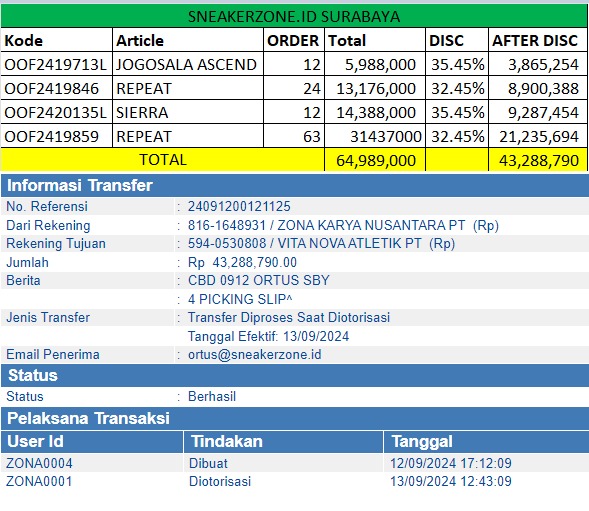 SNEAKERZONE.ID SURABAYA
Kode Article ORDER Total DISC AFTER DISC
OOF2419713L JOGOSALA ASCEND 12 5,988,000 35.45% 3,865,254
OOF2419846 REPEAT 24 13,176,000 32.45% 8,900,388
OOF2420135L SIERRA 12 14,388,000 35.45% 9,287,454
OOF2419859 REPEAT 63 31437000 32.45% 21,235,694
TOTAL 64,989,000 43,288,790
Informasi Transfer
No. Referensi : 24091200121125
Dari Rekening : 816-1648931 / ZONA KARYA NUSANTARA PT (Rp)
Rekening Tujuan : 594-0530808 / VITA NOVA ATLETIK PT (Rp)
Jumlah : Rp 43,288,790.00
Berita : CBD 0912 ORTUS SBY
: 4 PICKING SLIP^
Jenis Transfer : Transfer Diproses Saat Diotorisasi
Tanggal Efektif: 13/09/2024
Email Penerima : ortus@sneakerzone.id
Status
Status : Berhasil
Pelaksana Transaksi
User Id Tindakan Tanggal
ZONA0004 Dibuat 12/09/2024 17:12:09
ZONA0001 Diotorisasi 13/09/2024 12:43:09